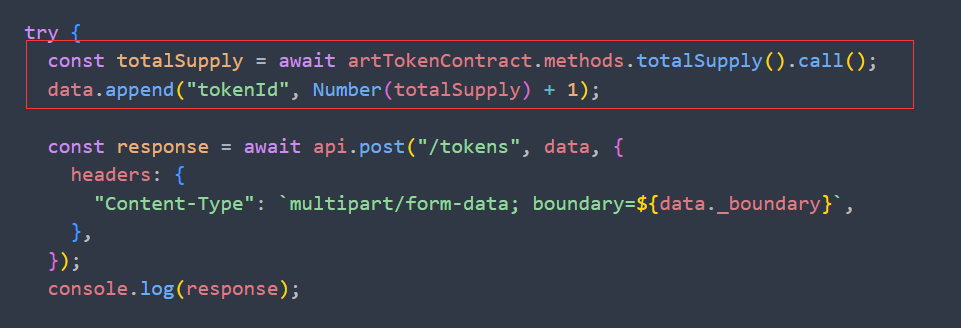 try {
const totalSupply = await artTokenContract.methods.totalSupply().call();
data.append("tokenId", Number(totalSupply) + 1);
const response = await api.post("/tokens", data, {
headers: {
"Content-Type": `multipart/form-data; boundary=${data._boundary}`,
},
});
console.log(response);